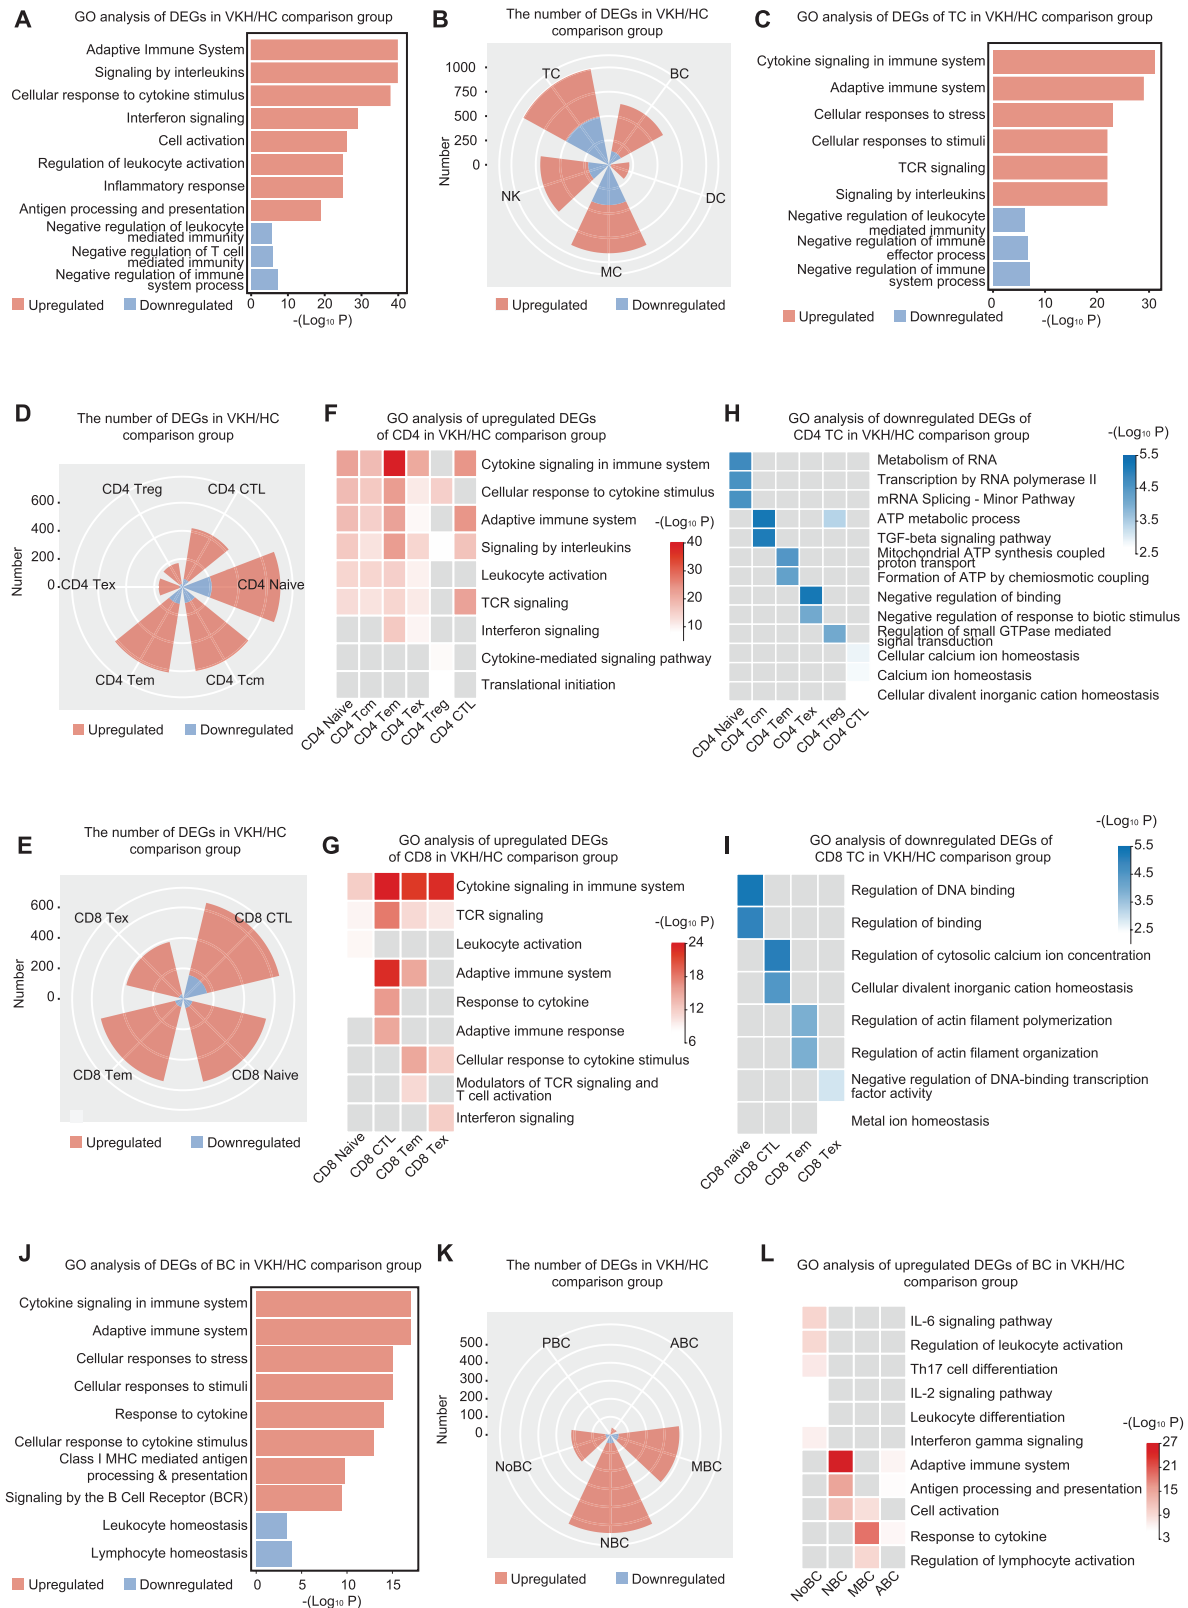 A
GO analysis of DEGs in VKH/HC comparison group
Adaptive Immune System
Signaling by interleukins
Cellular response to cytokine stimulus
Interferon signaling
Cell activation
Regulation of leukocyte activation
Inflammatory response
Antigen processing and presentation
Negative regulation of leukocyte
mediated immunity
Negative regulation of T cell
mediated immunity
Negative regulation of immune
system process
0 10 20 30 40
-(Log₁₀ P)
Upregulated Downregulated
B
The number of DEGs in VKH/HC
comparison group
Number
1000
750
500
250
0
TC
BC
NK
DC
MC
Upregulated Downregulated
C
GO analysis of DEGs of TC in VKH/HC comparison group
Cytokine signaling in immune system
Adaptive immune system
Cellular responses to stress
Cellular responses to stimuli
TCR signaling
Signaling by interleukins
Negative regulation of leukocyte
mediated immunity
Negative regulation of immune
effector process
Negative regulation of immune
system process
0 10 20 30
-(Log₁₀ P)
Upregulated Downregulated
D
The number of DEGs in VKH/HC
comparison group
Number
600
400
200
0
CD4 Treg
CD4 CTL
CD4 Tex
CD4 Naive
CD4 Tem
CD4 Tcm
Upregulated Downregulated
F
GO analysis of upregulated DEGs
of CD4 in VKH/HC comparison group
Cytokine signaling in immune system
Cellular response to cytokine stimulus
Adaptive immune system
Signaling by interleukins
Leukocyte activation
TCR signaling
Interferon signaling
Cytokine-mediated signaling pathway
Translational initiation
CD4 Naive
CD4 Tcm
CD4 Tem
CD4 Tex
CD4 Treg
CD4 CTL
-(Log₁₀ P)
40
30
20
10
H
GO analysis of downregulated DEGs of
CD4 TC in VKH/HC comparison group
-(Log₁₀ P)
5.5
4.5
3.5
2.5
Metabolism of RNA
Transcription by RNA polymerase II
mRNA Splicing - Minor Pathway
ATP metabolic process
TGF-beta signaling pathway
Mitochondrial ATP synthesis coupled
proton transport
Formation of ATP by chemiosmotic coupling
Negative regulation of binding
Negative regulation of response to biotic stimulus
Regulation of small GTPase mediated
signal transduction
Cellular calcium ion homeostasis
Calcium ion homeostasis
Cellular divalent inorganic cation homeostasis
CD4 Naive
CD4 Tcm
CD4 Tem
CD4 Tex
CD4 Treg
CD4 CTL
E
The number of DEGs in VKH/HC
comparison group
Number
600
400
200
0
CD8 Tex
CD8 CTL
CD8 Tem
CD8 Naive
Upregulated Downregulated
G
GO analysis of upregulated DEGs
of CD8 in VKH/HC comparison group
Cytokine signaling in immune system
TCR signaling
Leukocyte activation
Adaptive immune system
Response to cytokine
Adaptive immune response
Cellular response to cytokine stimulus
Modulators of TCR signaling and
T cell activation
Interferon signaling
CD8 Naive
CD8 CTL
CD8 Tem
CD8 Tex
-(Log₁₀ P)
24
18
12
6
I
GO analysis of downregulated DEGs of
CD8 TC in VKH/HC comparison group
-(Log₁₀ P)
5.5
4.5
3.5
2.5
Regulation of DNA binding
Regulation of binding
Regulation of cytosolic calcium ion concentration
Cellular divalent inorganic cation homeostasis
Regulation of actin filament polymerization
Regulation of actin filament organization
Negative regulation of DNA-binding transcription
factor activity
Metal ion homeostasis
CD8 naive
CD8 CTL
CD8 Tem
CD8 Tex
J
GO analysis of DEGs of BC in VKH/HC comparison group
Cytokine signaling in immune system
Adaptive immune system
Cellular responses to stress
Cellular responses to stimuli
Response to cytokine
Cellular response to cytokine stimulus
Class I MHC mediated antigen
processing & presentation
Signaling by the B Cell Receptor (BCR)
Leukocyte homeostasis
Lymphocyte homeostasis
0 5 10 15
-(Log₁₀ P)
Upregulated Downregulated
K
The number of DEGs in VKH/HC
comparison group
Number
500
400
300
200
100
0
PBC
ABC
NoBC
MBC
NBC
Upregulated Downregulated
L
GO analysis of upregulated DEGs of BC in VKH/HC
comparison group
IL-6 signaling pathway
Regulation of leukocyte activation
Th17 cell differentiation
IL-2 signaling pathway
Leukocyte differentiation
Interferon gamma signaling
Adaptive immune system
Antigen processing and presentation
Cell activation
Response to cytokine
Regulation of lymphocyte activation
NoBC
NBC
MBC
ABC
-(Log₁₀ P)
27
21
15
9
3